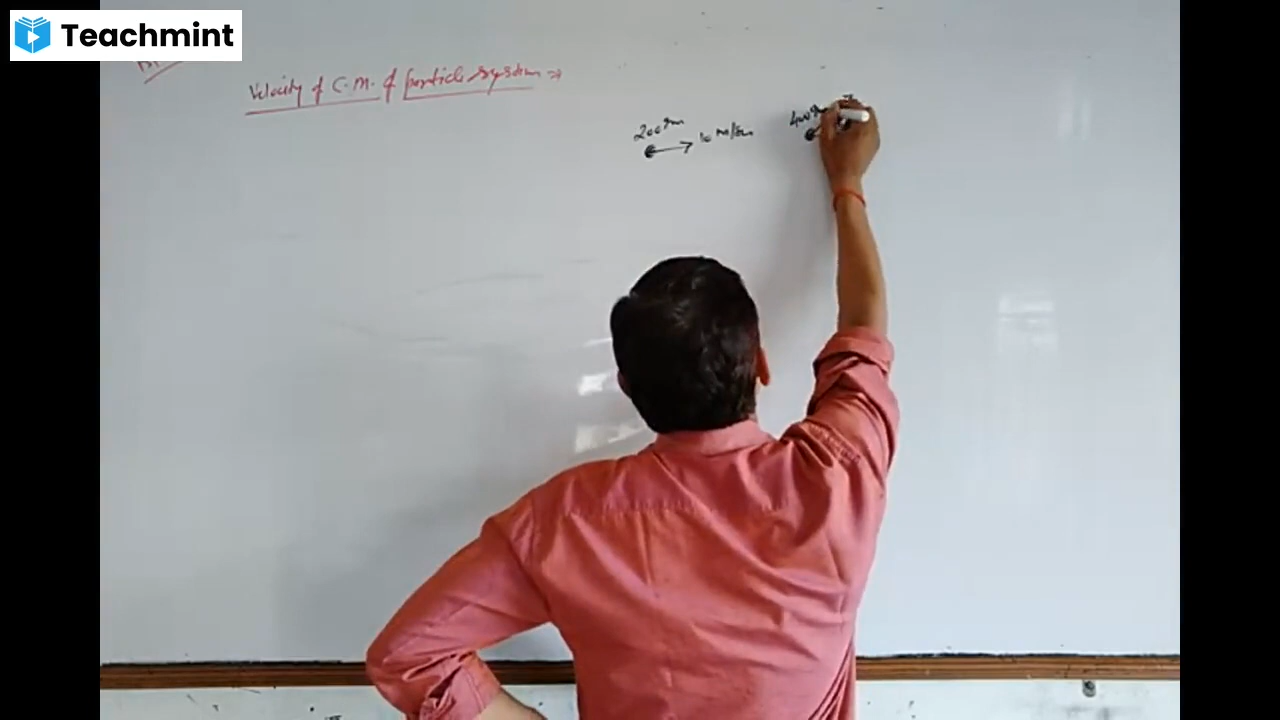 Teachmint
Velocity of C.M. of particle system ⇒
200gm 400gm
10 m/sec